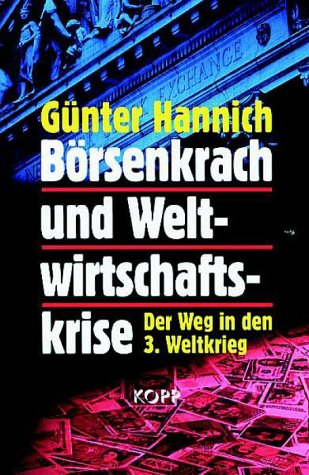 EXCHANGE
Günter Hannich
Börsenkrach
und Welt-
wirtschafts-
krise
Der Weg in den
3. Weltkrieg
KOPP